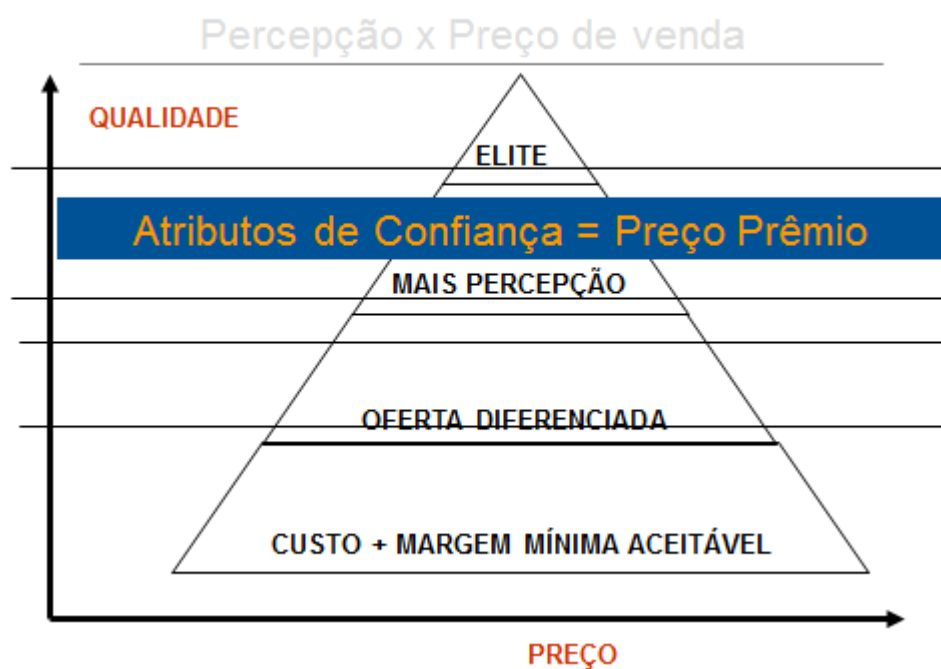 Percepção x Preço de venda
QUALIDADE
ELITE
Atributos de Confiança = Preço Prêmio
MAIS PERCEPÇÃO
OFERTA DIFERENCIADA
CUSTO + MARGEM MÍNIMA ACEITÁVEL
PREÇO